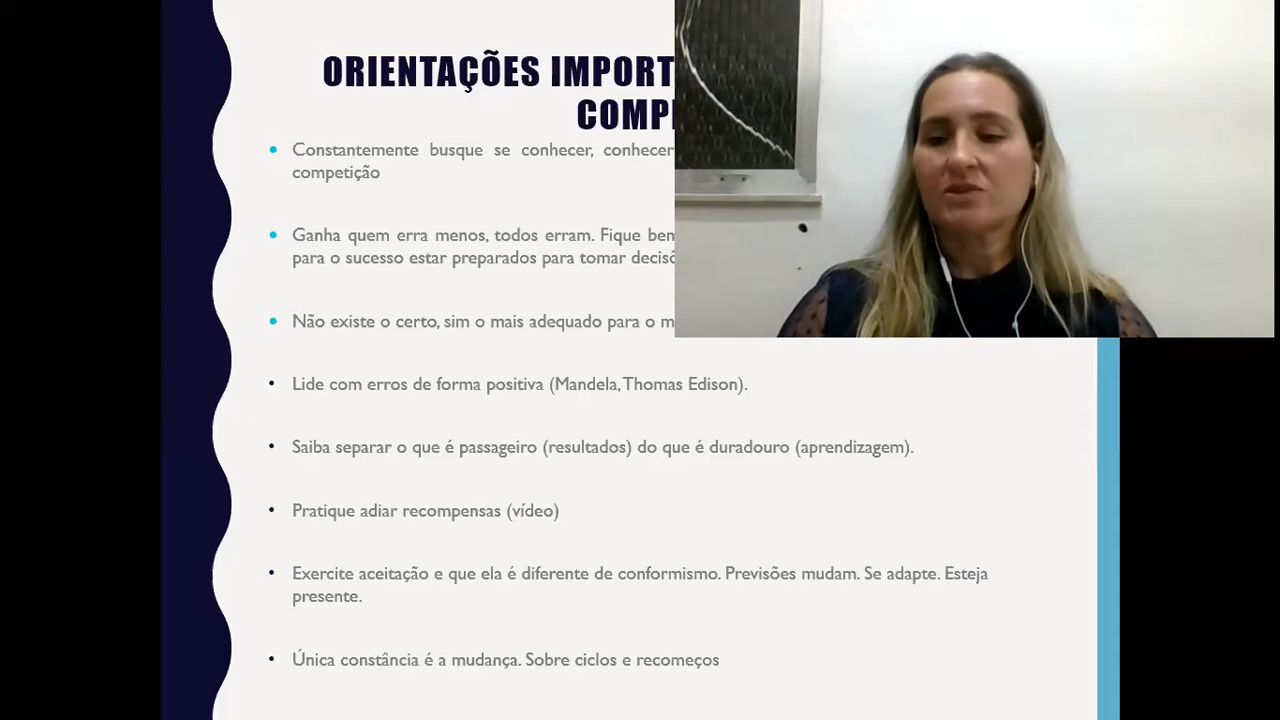 ORIENTAÇÕES IMPORT
COMP
Constantemente busque se conhecer, conhecer
competição
Ganha quem erra menos, todos erram. Fique bem
para o sucesso estar preparados para tomar decisõ
Não existe o certo, sim o mais adequado para o m
Lide com erros de forma positiva (Mandela, Thomas Edison).
Saiba separar o que é passageiro (resultados) do que é duradouro (aprendizagem).
Pratique adiar recompensas (vídeo)
Exercite aceitação e que ela é diferente de conformismo. Previsões mudam. Se adapte. Esteja
presente.
Única constância é a mudança. Sobre ciclos e recomeços